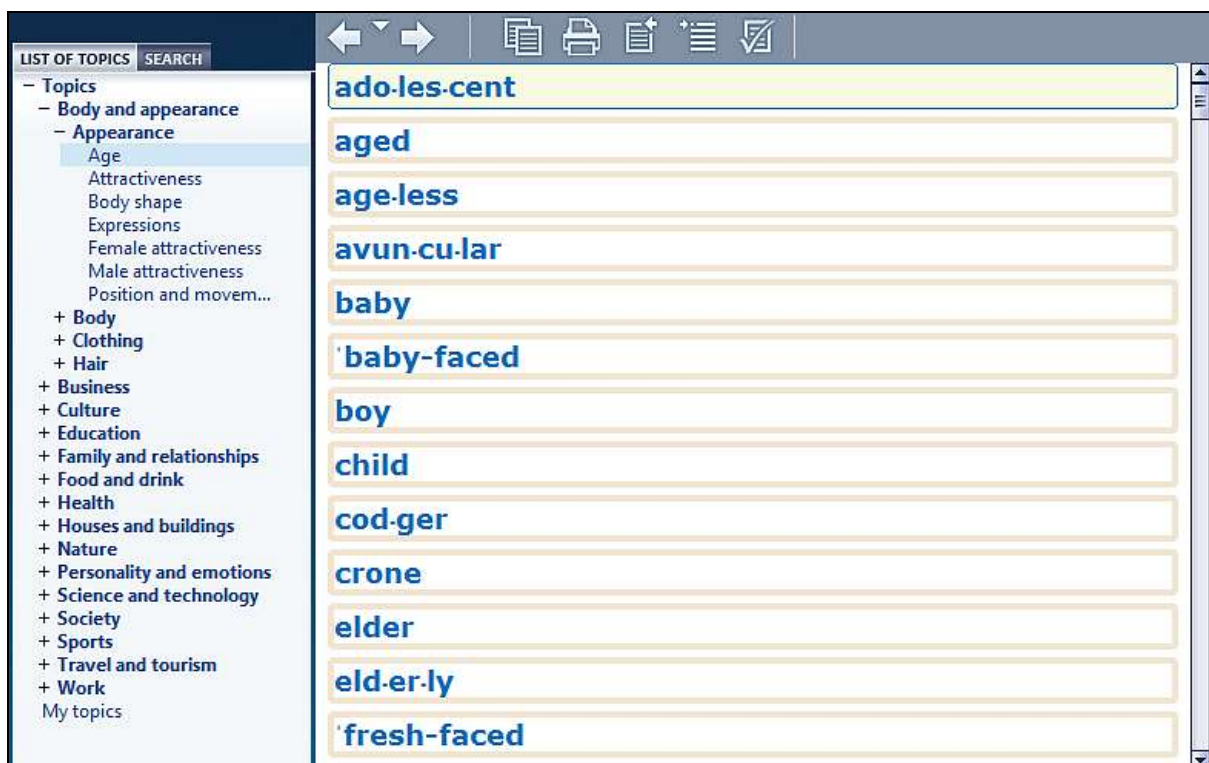 LIST OF TOPICS SEARCH
− Topics
− Body and appearance
− Appearance
Age
Attractiveness
Body shape
Expressions
Female attractiveness
Male attractiveness
Position and movem...
+ Body
+ Clothing
+ Hair
+ Business
+ Culture
+ Education
+ Family and relationships
+ Food and drink
+ Health
+ Houses and buildings
+ Nature
+ Personality and emotions
+ Science and technology
+ Society
+ Sports
+ Travel and tourism
+ Work
My topics
ado·les·cent
aged
age·less
avun·cu·lar
baby
ˈbaby-faced
boy
child
cod·ger
crone
elder
eld·er·ly
ˈfresh-faced